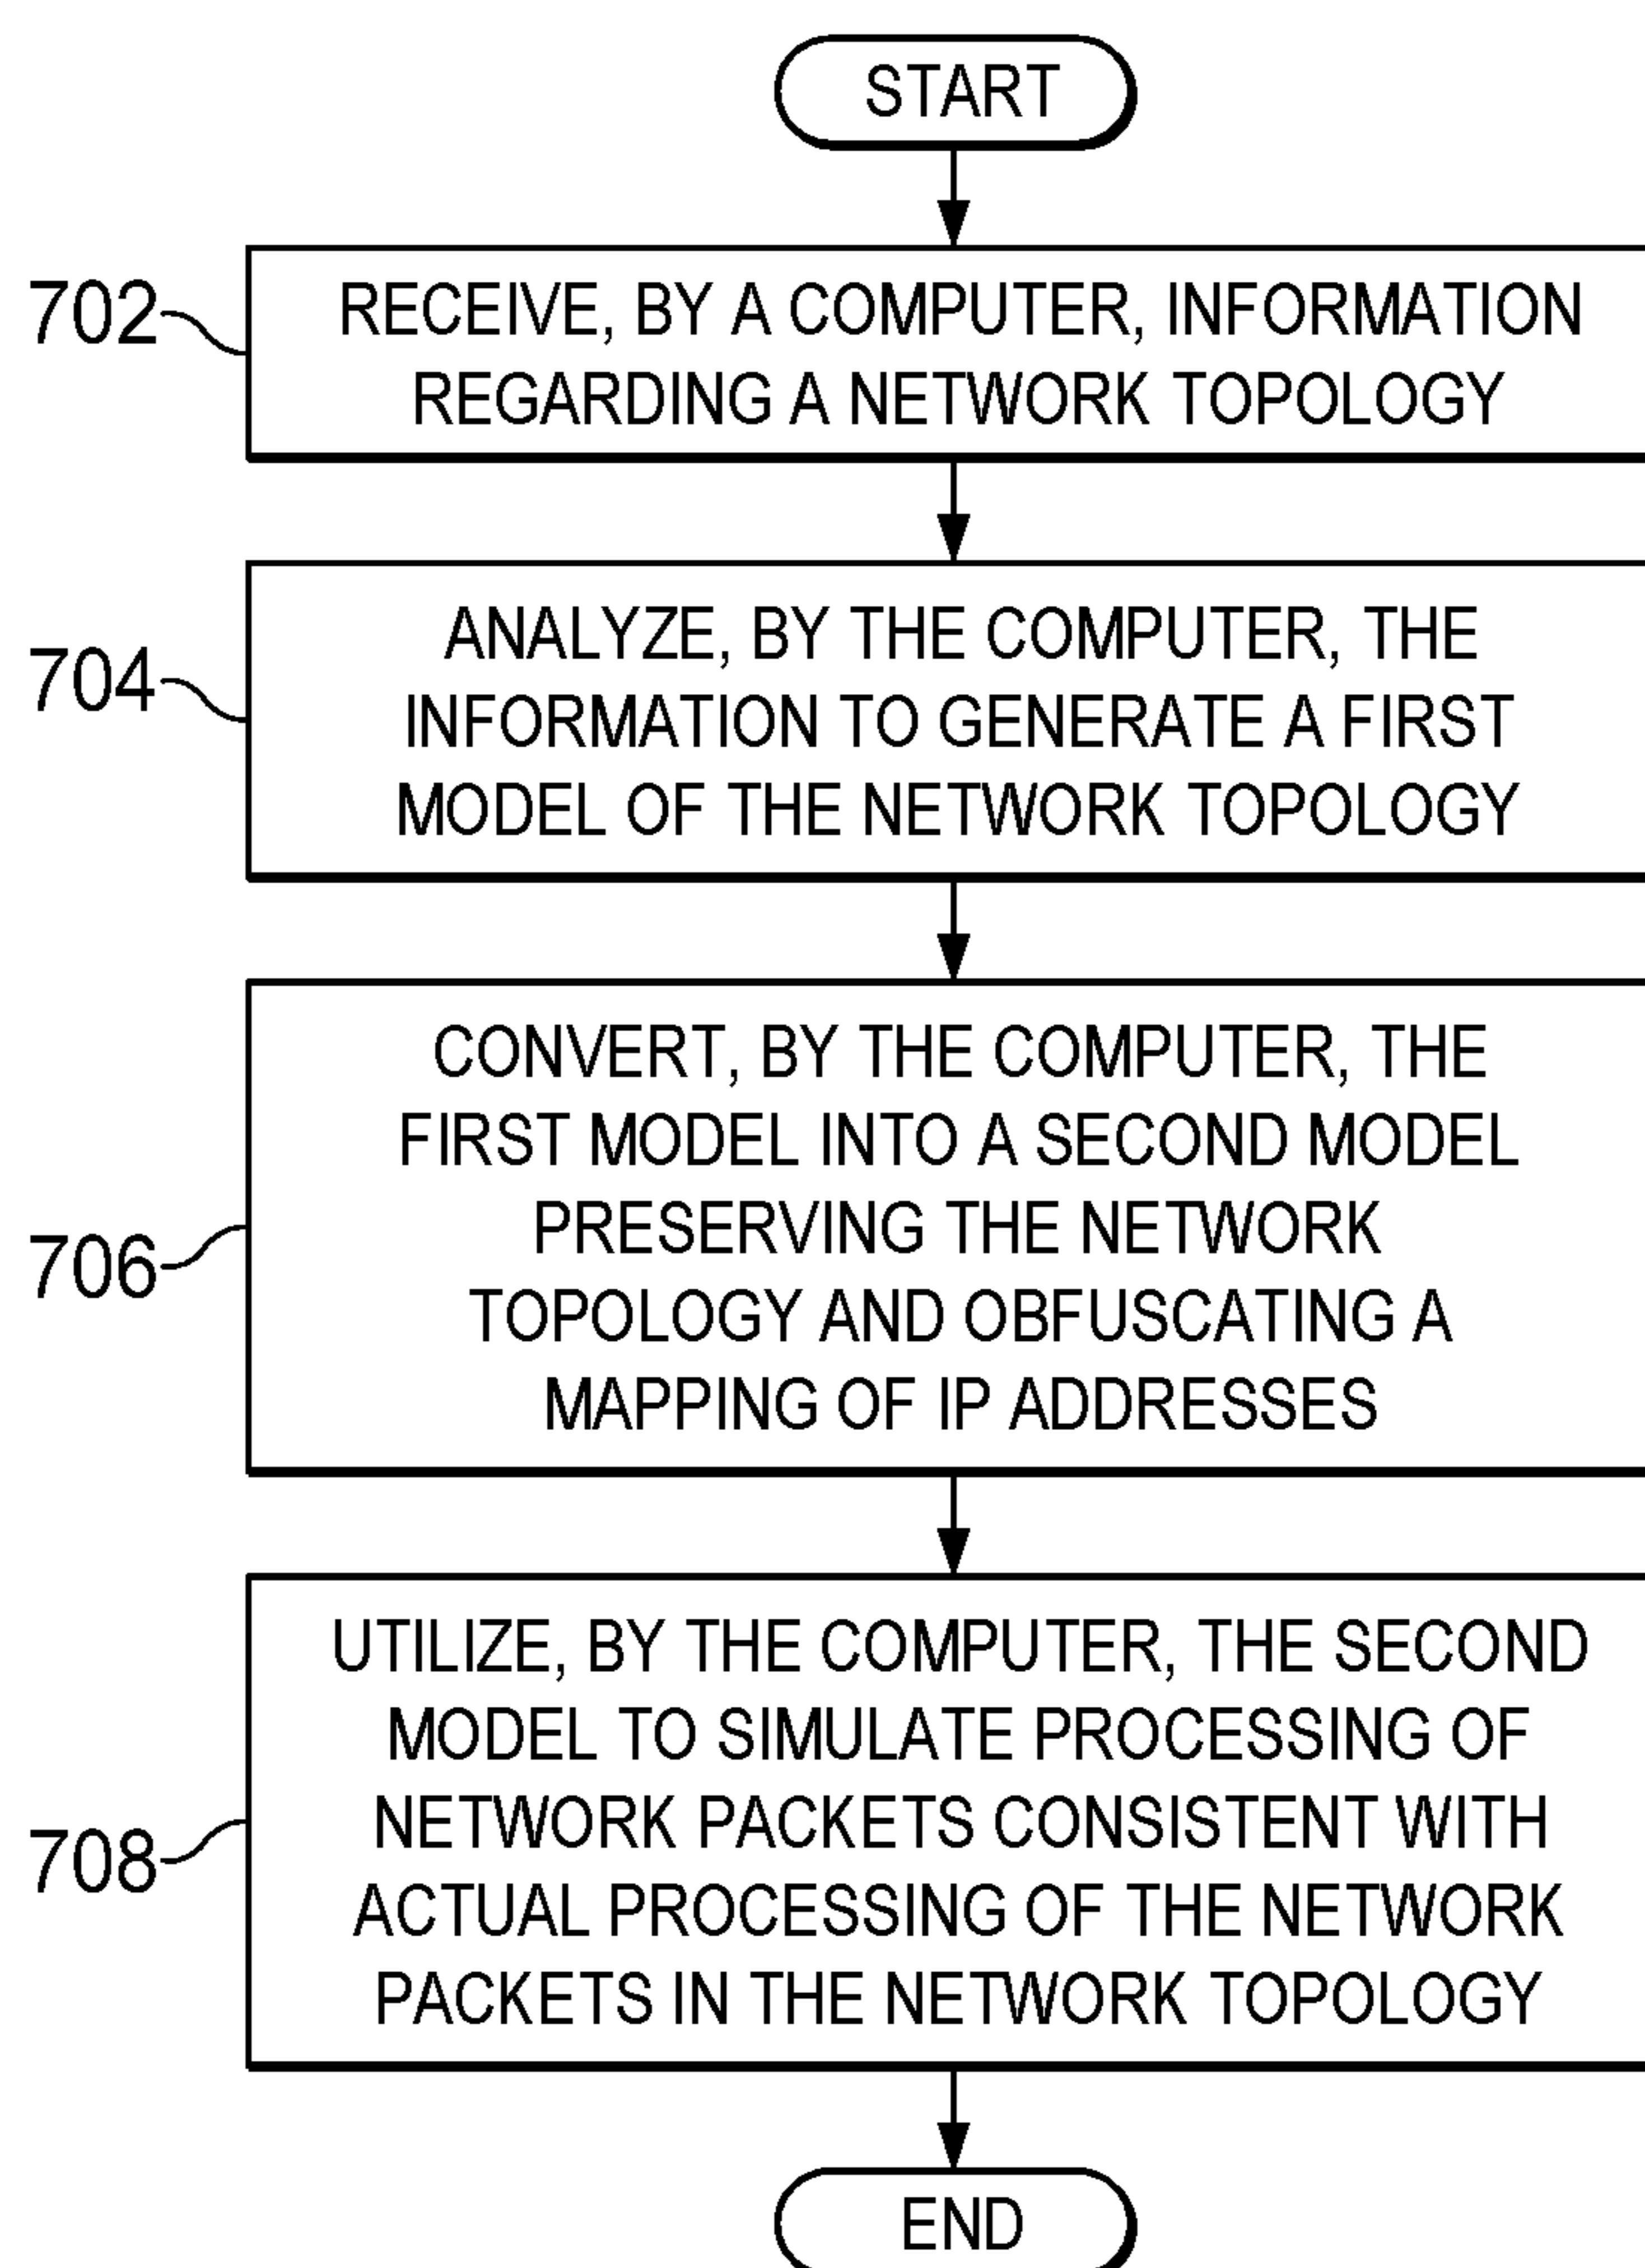 START
702
RECEIVE, BY A COMPUTER, INFORMATION
REGARDING A NETWORK TOPOLOGY
704
ANALYZE, BY THE COMPUTER, THE
INFORMATION TO GENERATE A FIRST
MODEL OF THE NETWORK TOPOLOGY
706
CONVERT, BY THE COMPUTER, THE
FIRST MODEL INTO A SECOND MODEL
PRESERVING THE NETWORK
TOPOLOGY AND OBFUSCATING A
MAPPING OF IP ADDRESSES
708
UTILIZE, BY THE COMPUTER, THE SECOND
MODEL TO SIMULATE PROCESSING OF
NETWORK PACKETS CONSISTENT WITH
ACTUAL PROCESSING OF THE NETWORK
PACKETS IN THE NETWORK TOPOLOGY
END